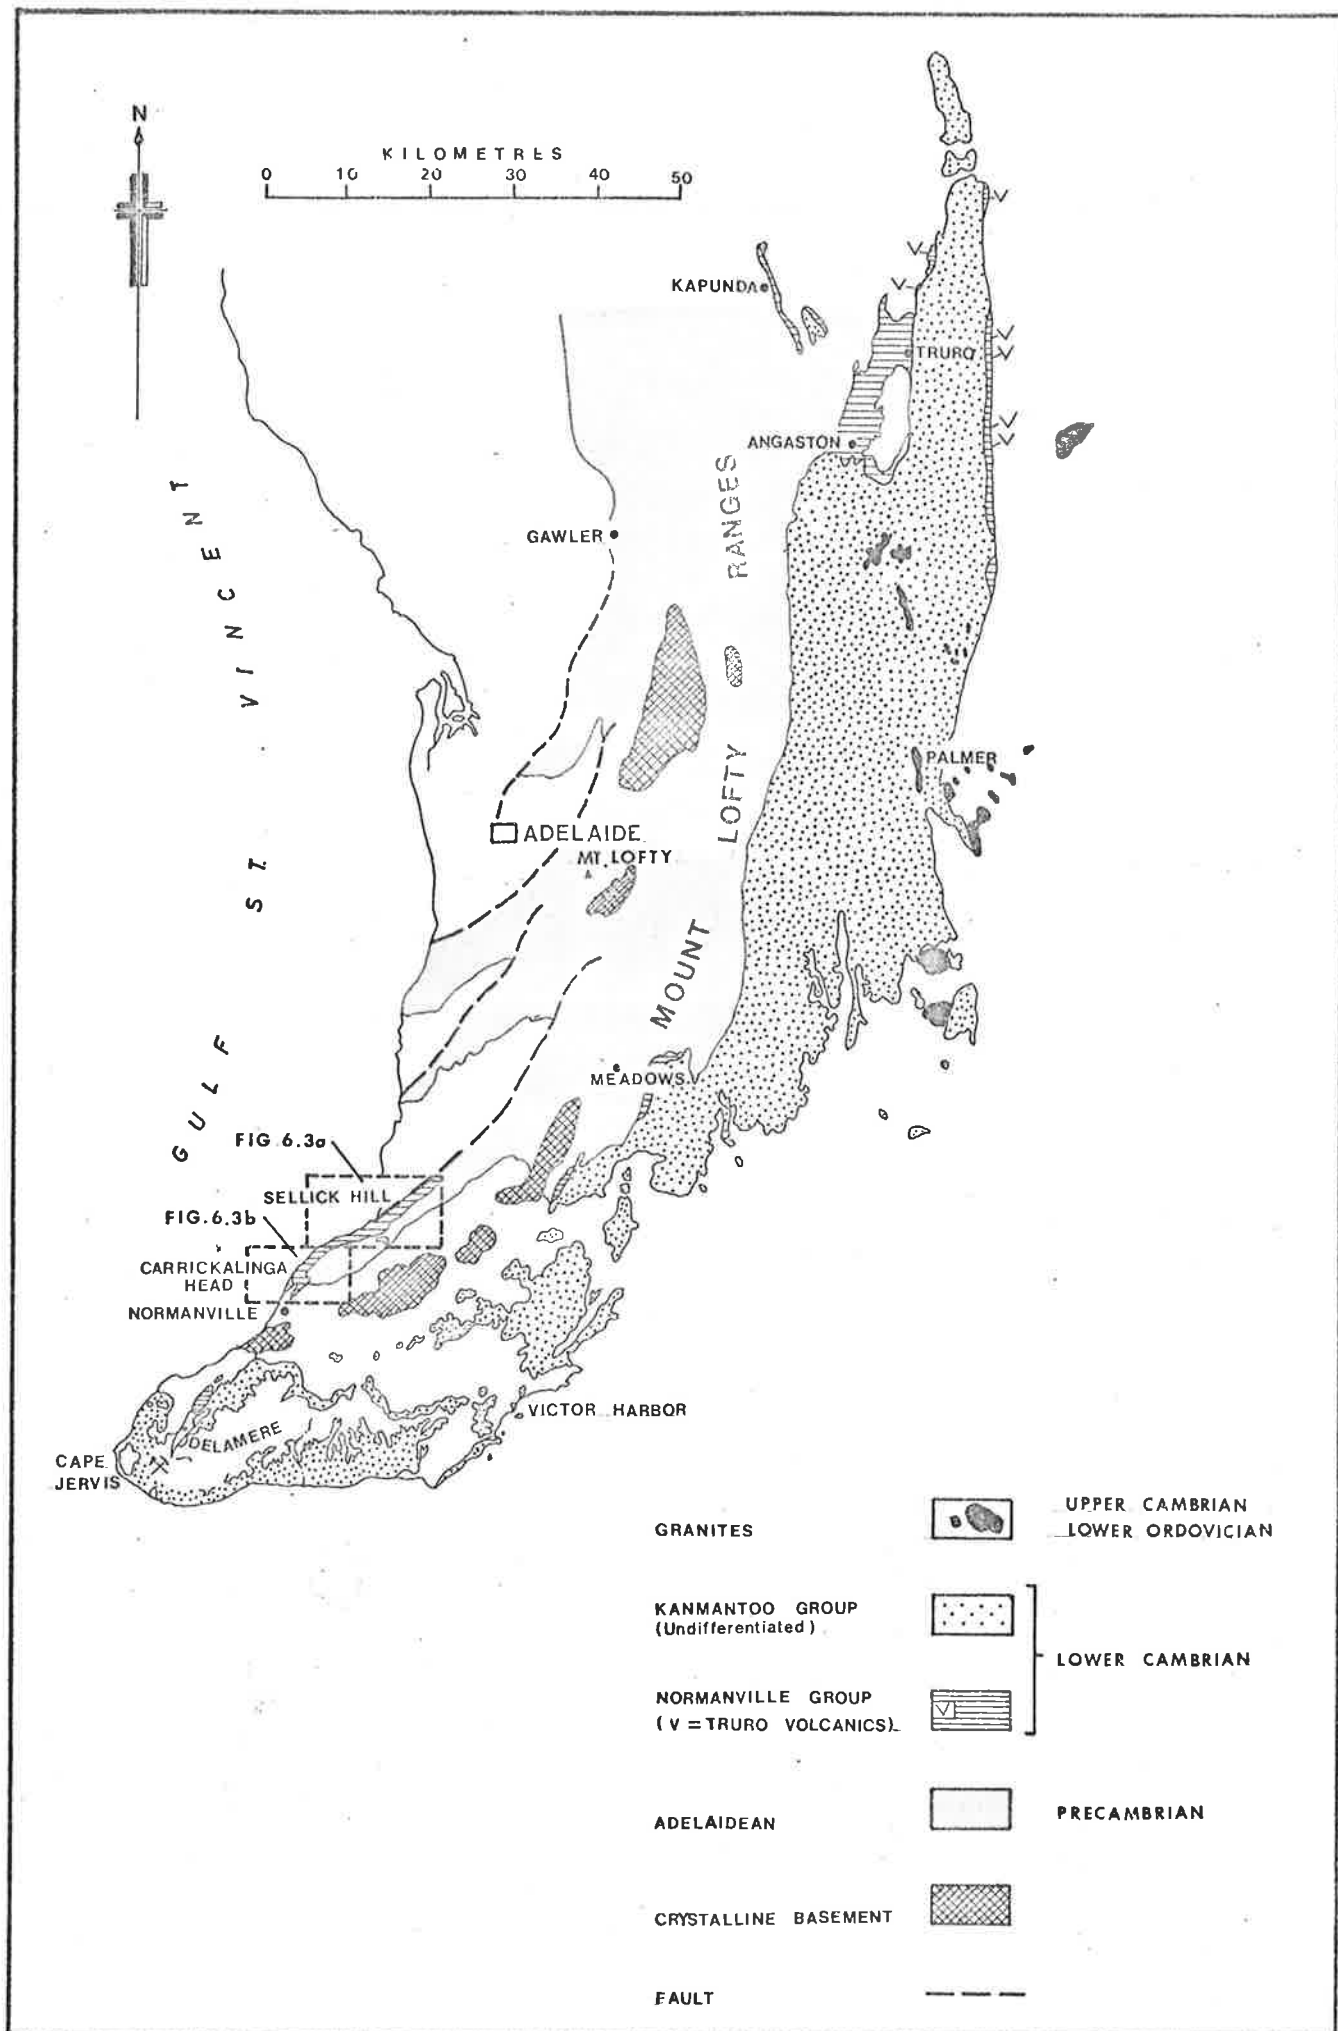 N
KILOMETRES
0 10 20 30 40 50
V
V
KAPUNDA
V
V
TRURO
V
V
ANGASTON
V
GAWLER
MOUNT LOFTY RANGES
GULF ST. VINCENT
PALMER
ADELAIDE
MT. LOFTY
MEADOWS
FIG.6.3a
SELLICK HILL
FIG.6.3b
CARRICKALINGA
HEAD
NORMANVILLE
VICTOR HARBOR
DELAMERE
CAPE
JERVIS
GRANITES
UPPER CAMBRIAN
LOWER ORDOVICIAN
KANMANTOO GROUP
(Undifferentiated)
LOWER CAMBRIAN
NORMANVILLE GROUP
(V = TRURO VOLCANICS)
V
ADELAIDEAN
PRECAMBRIAN
CRYSTALLINE BASEMENT
FAULT